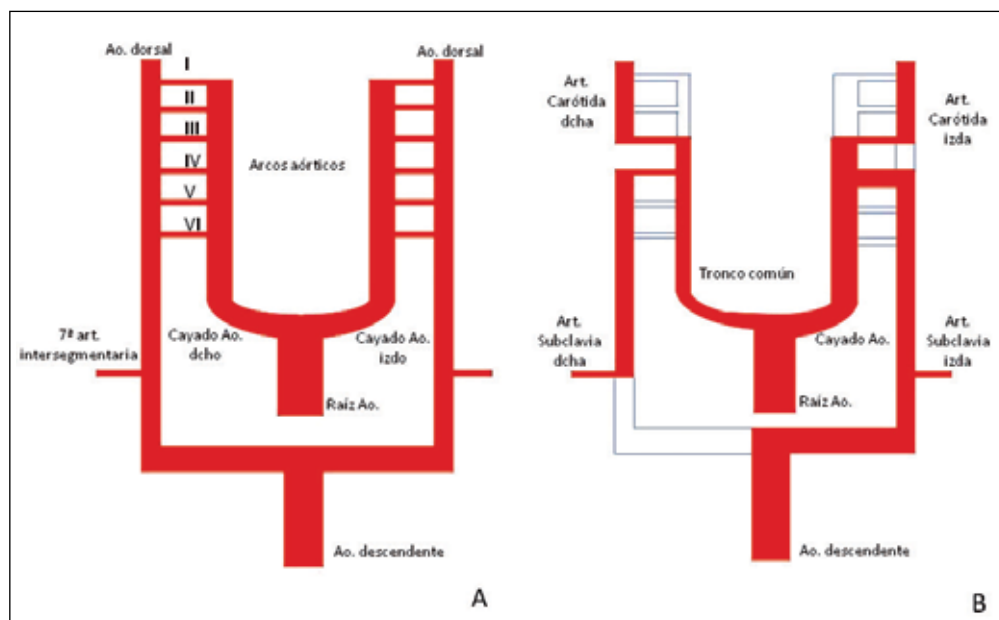 Ao. dorsal
Ao. dorsal
I
II
III
IV
V
VI
Arcos aórticos
7ª art.
intersegmentaria
Cayado Ao.
dcho
Cayado Ao.
izdo
Raíz Ao.
Ao. descendente
A
Art.
Carótida
dcha
Art.
Carótida
izda
Tronco común
Art.
Subclavia
dcha
Cayado Ao.
Art.
Subclavia
izda
Raíz Ao.
Ao. descendente
B